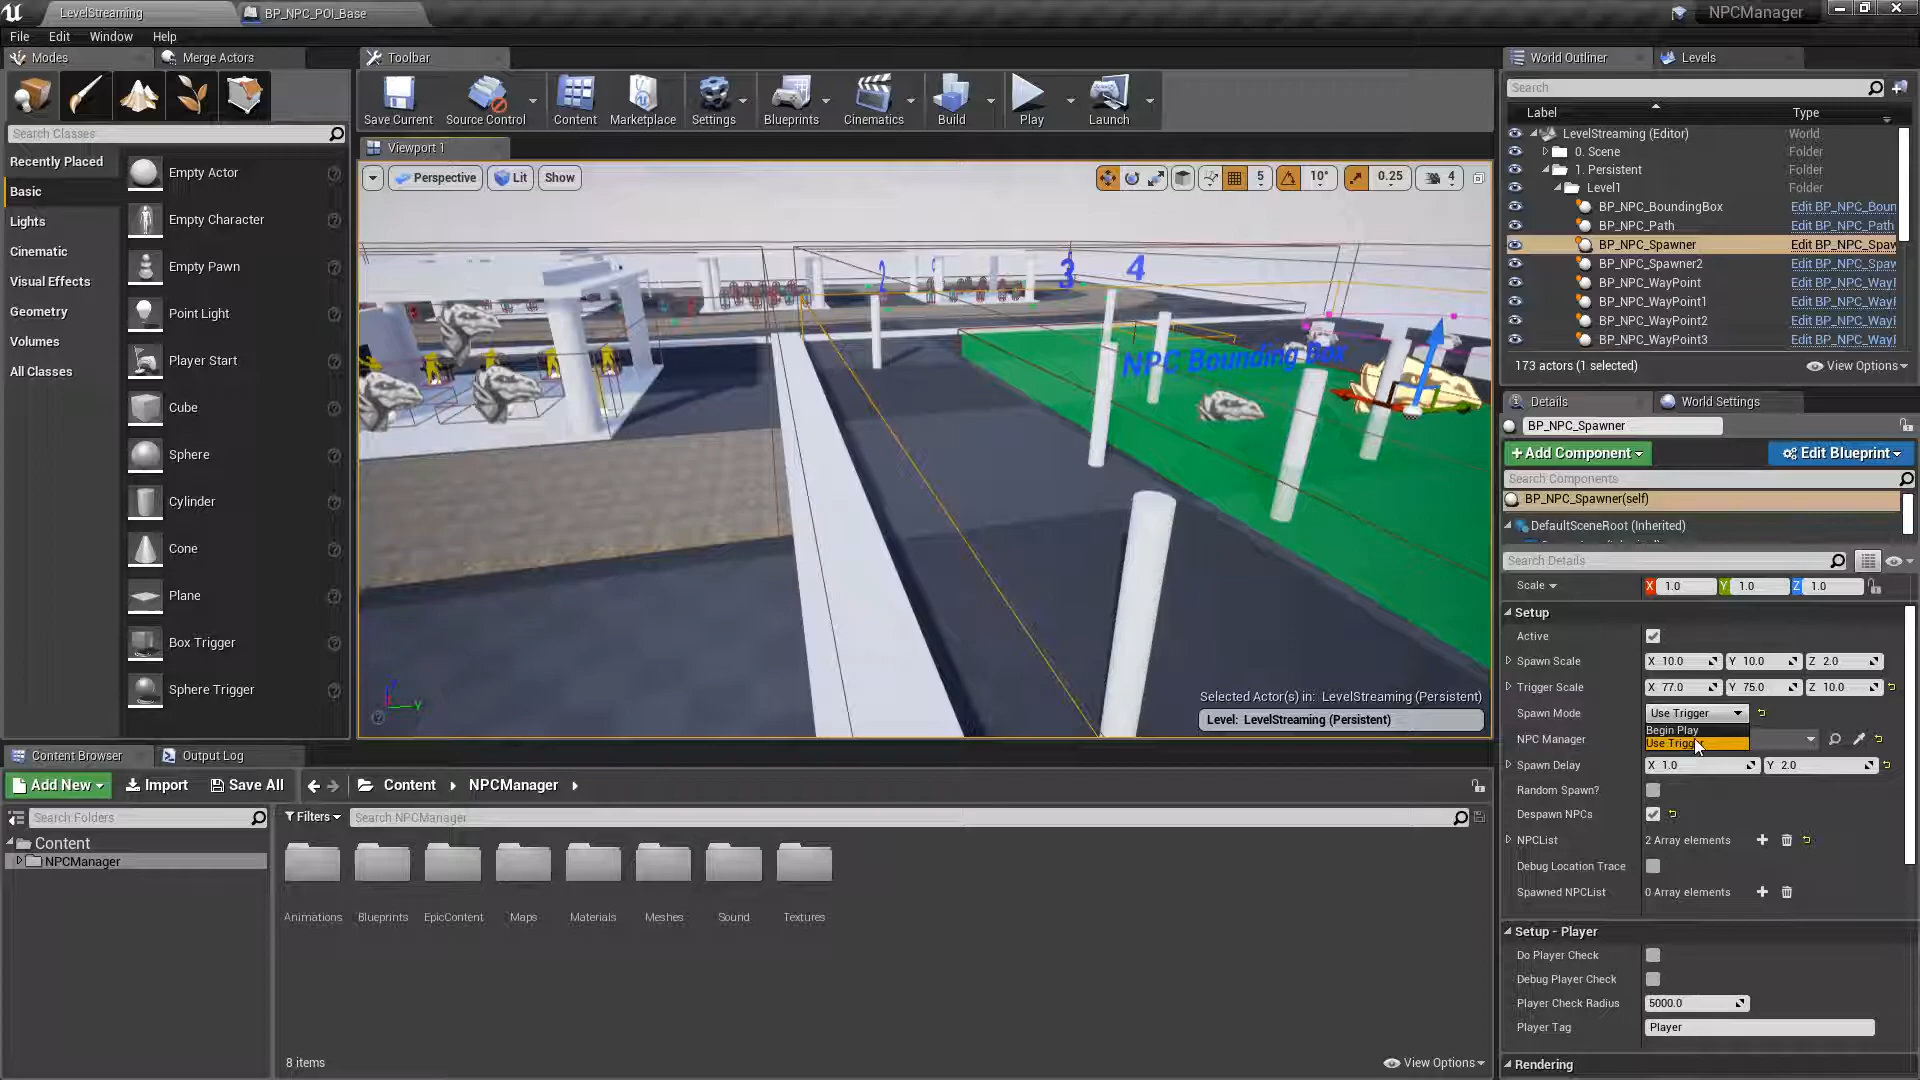 LevelStreaming
BP_NPC_POI_Base
NPCManager
File
Edit
Window
Help
Modes
Merge Actors
Toolbar
World Outliner
Levels
Save Current
Source Control
Content
Marketplace
Settings
Blueprints
Cinematics
Build
Play
Launch
Search
Label
Type
Search Classes
Recently Placed
Basic
Lights
Cinematic
Visual Effects
Geometry
Volumes
All Classes
Empty Actor
Empty Character
Empty Pawn
Point Light
Player Start
Cube
Sphere
Cylinder
Cone
Plane
Box Trigger
Sphere Trigger
Viewport 1
Perspective
Lit
Show
5
10°
0.25
4
2
3
4
NPC Bounding Box
Selected Actor(s) in: LevelStreaming (Persistent)
Level: LevelStreaming (Persistent)
LevelStreaming (Editor) World
0. Scene Folder
1. Persistent Folder
Level1 Folder
BP_NPC_BoundingBox Edit BP_NPC_Boun
BP_NPC_Path Edit BP_NPC_Path
BP_NPC_Spawner Edit BP_NPC_Spaw
BP_NPC_Spawner2 Edit BP_NPC_Spaw
BP_NPC_WayPoint Edit BP_NPC_WayP
BP_NPC_WayPoint1 Edit BP_NPC_WayP
BP_NPC_WayPoint2 Edit BP_NPC_WayP
BP_NPC_WayPoint3 Edit BP_NPC_WayP
173 actors (1 selected)
View Options
Details
World Settings
BP_NPC_Spawner
+Add Component
Edit Blueprint
Search Components
BP_NPC_Spawner(self)
DefaultSceneRoot (Inherited)
Search Details
Scale X 1.0 Y 1.0 Z 1.0
Setup
Active
Spawn Scale X 10.0 Y 10.0 Z 2.0
Trigger Scale X 77.0 Y 75.0 Z 10.0
Spawn Mode Use Trigger
Begin Play
Use Trigger
NPC Manager
Spawn Delay X 1.0 Y 2.0
Random Spawn?
Despawn NPCs
NPCList 2 Array elements
Debug Location Trace
Spawned NPCList 0 Array elements
Setup - Player
Do Player Check
Debug Player Check
Player Check Radius 5000.0
Player Tag Player
Rendering
Content Browser
Output Log
Add New
Import
Save All
Content
NPCManager
Search Folders
Filters
Search NPCManager
Content
NPCManager
Animations
Blueprints
EpicContent
Maps
Materials
Meshes
Sound
Textures
8 items
View Options